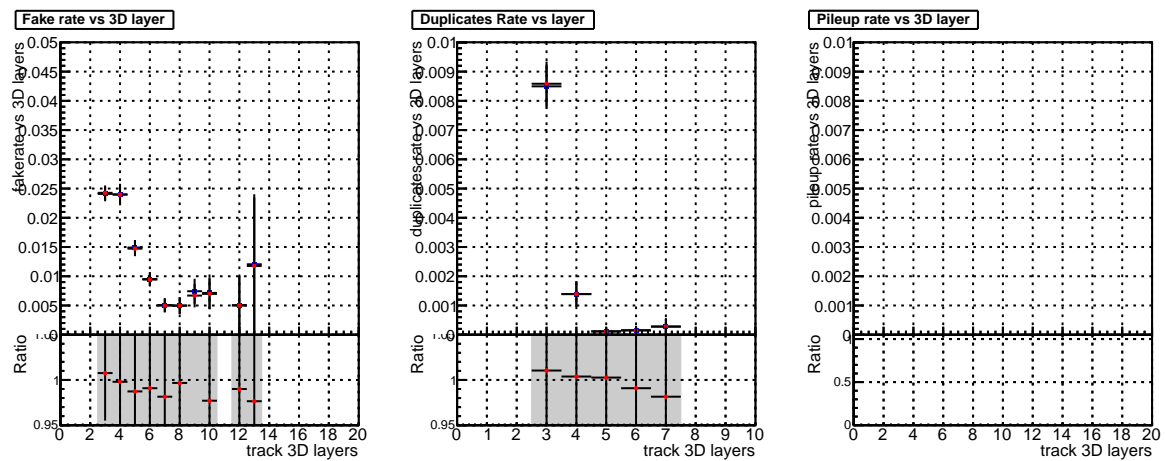 Fake rate vs 3D layer
fakerate vs 3D layers
0.05
0.045
0.04
0.035
0.03
0.025
0.02
0.015
0.01
0.005
0
Ratio
1
0.95
0 2 4 6 8 10 12 14 16 18 20
track 3D layers
Duplicates Rate vs layer
duplicates rate vs 3D layers
0.01
0.009
0.008
0.007
0.006
0.005
0.004
0.003
0.002
0.001
0
Ratio
1
0.95
0 1 2 3 4 5 6 7 8 9 10
track 3D layers
Pileup rate vs 3D layer
pileup rate vs 3D layers
0.01
0.009
0.008
0.007
0.006
0.005
0.004
0.003
0.002
0.001
0
Ratio
1
0.5
0
0 2 4 6 8 10 12 14 16 18 20
track 3D layers